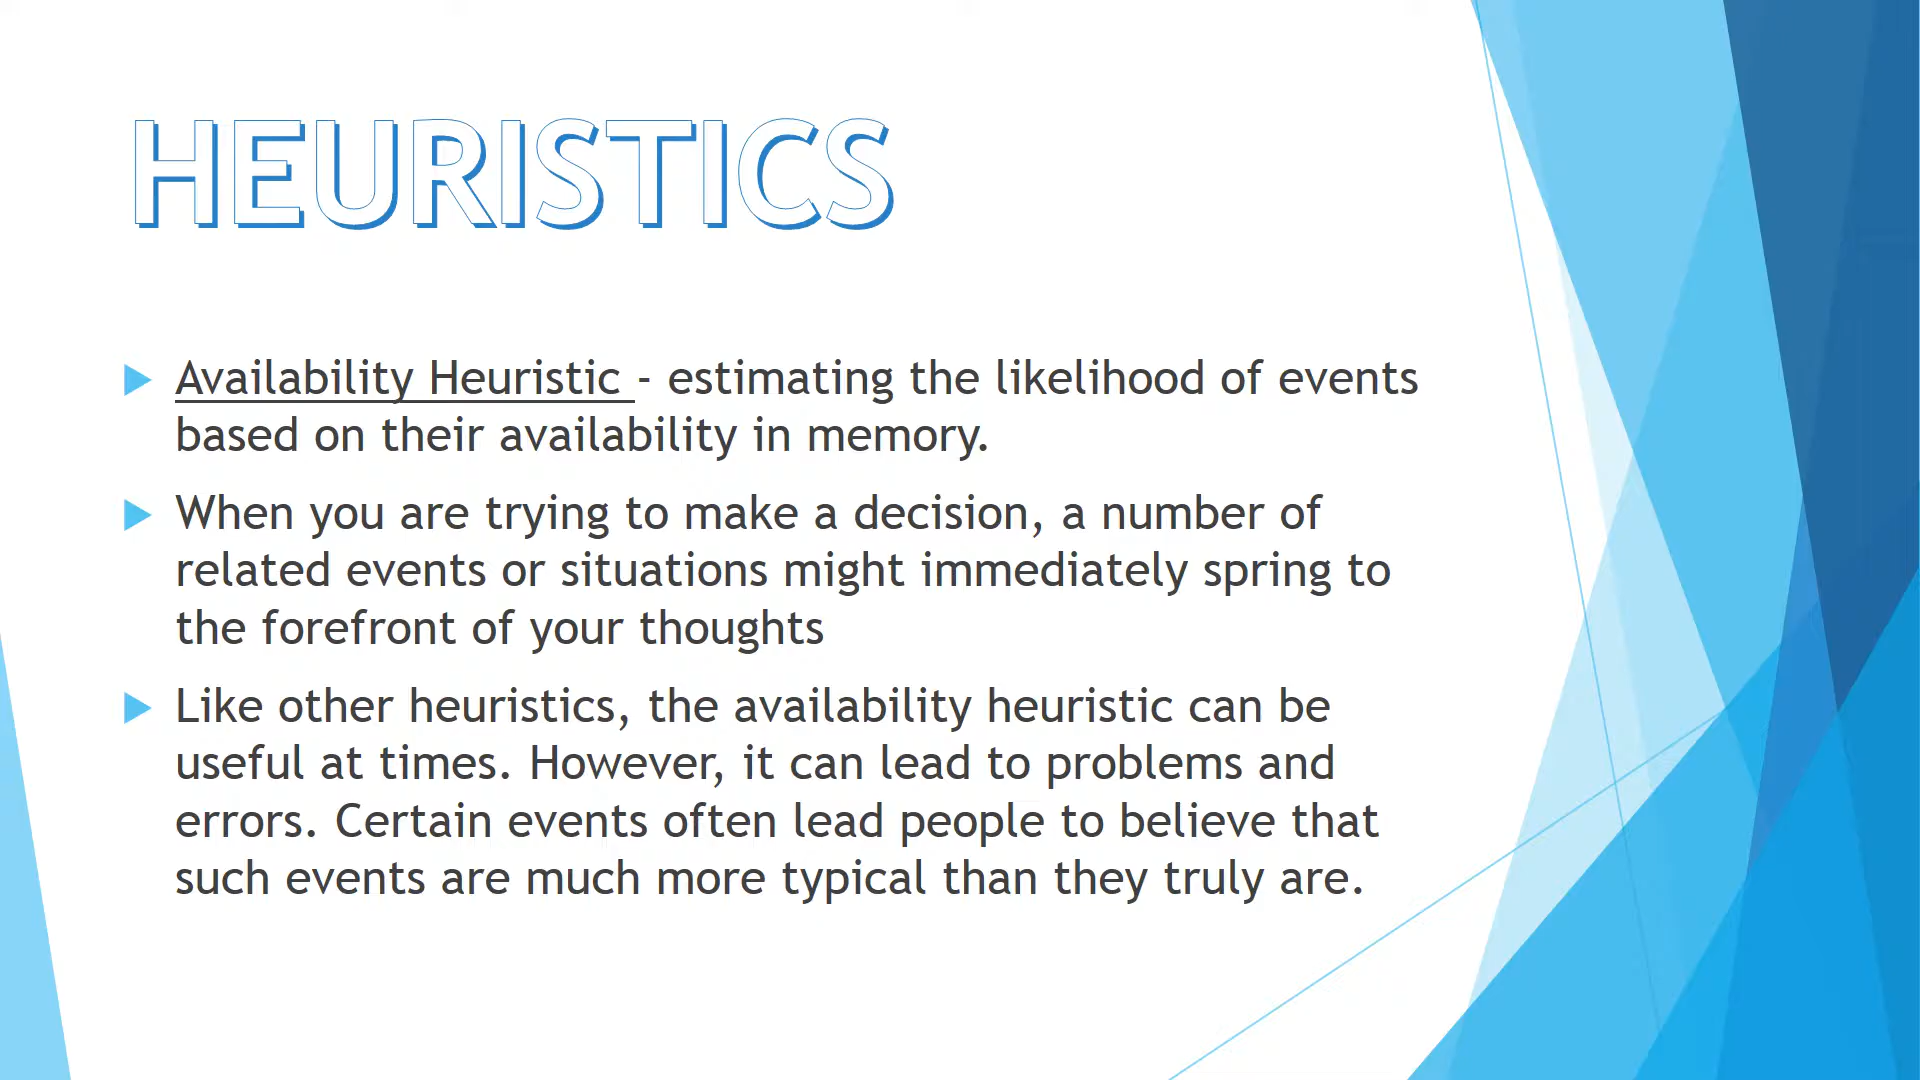 HEURISTICS
Availability Heuristic - estimating the likelihood of events
based on their availability in memory.
When you are trying to make a decision, a number of
related events or situations might immediately spring to
the forefront of your thoughts
Like other heuristics, the availability heuristic can be
useful at times. However, it can lead to problems and
errors. Certain events often lead people to believe that
such events are much more typical than they truly are.